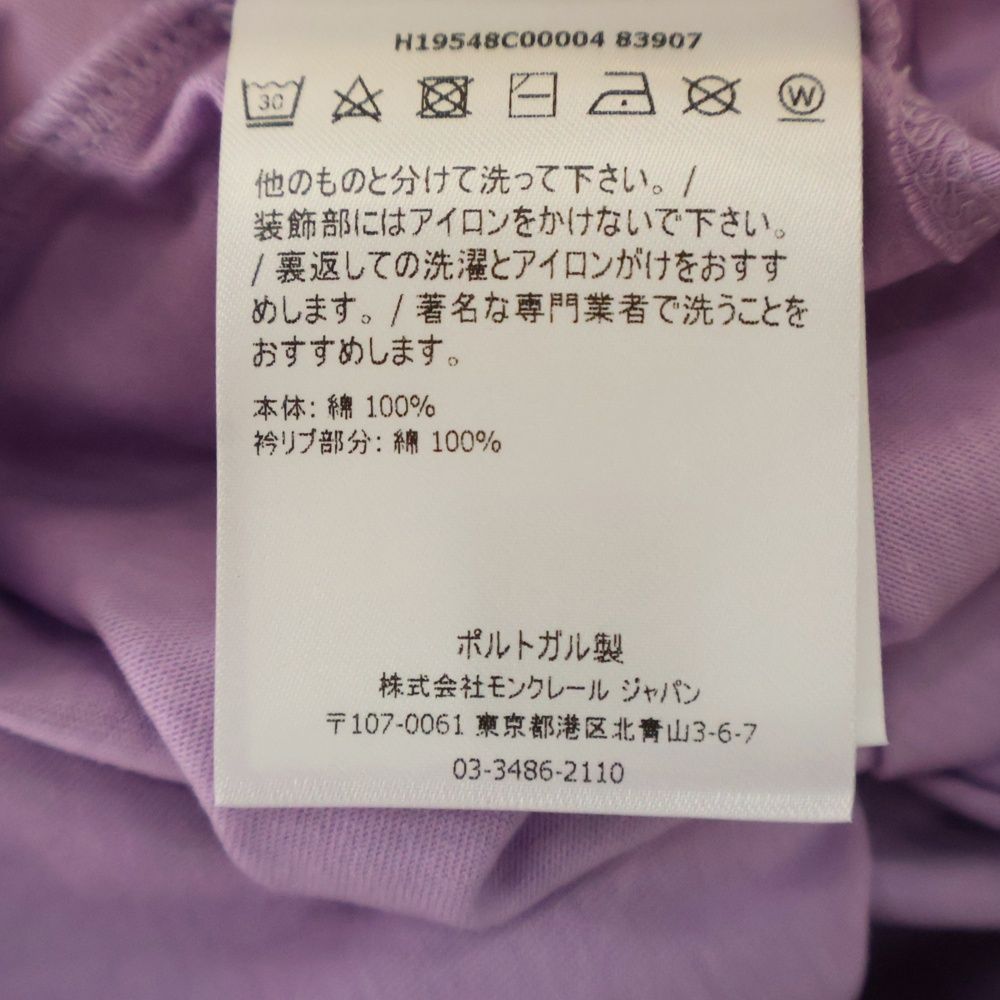 H19548C00004 83907
30
W
他のものと分けて洗って下さい。 /
装飾部にはアイロンをかけないで下さい。
/ 裏返しての洗濯とアイロンがけをおすす
めします。/ 著名な専門業者で洗うことを
おすすめします。
本体: 綿 100%
衿リブ部分: 綿 100%
ポルトガル製
株式会社モンクレール ジャパン
〒107-0061 東京都港区北青山3-6-7
03-3486-2110